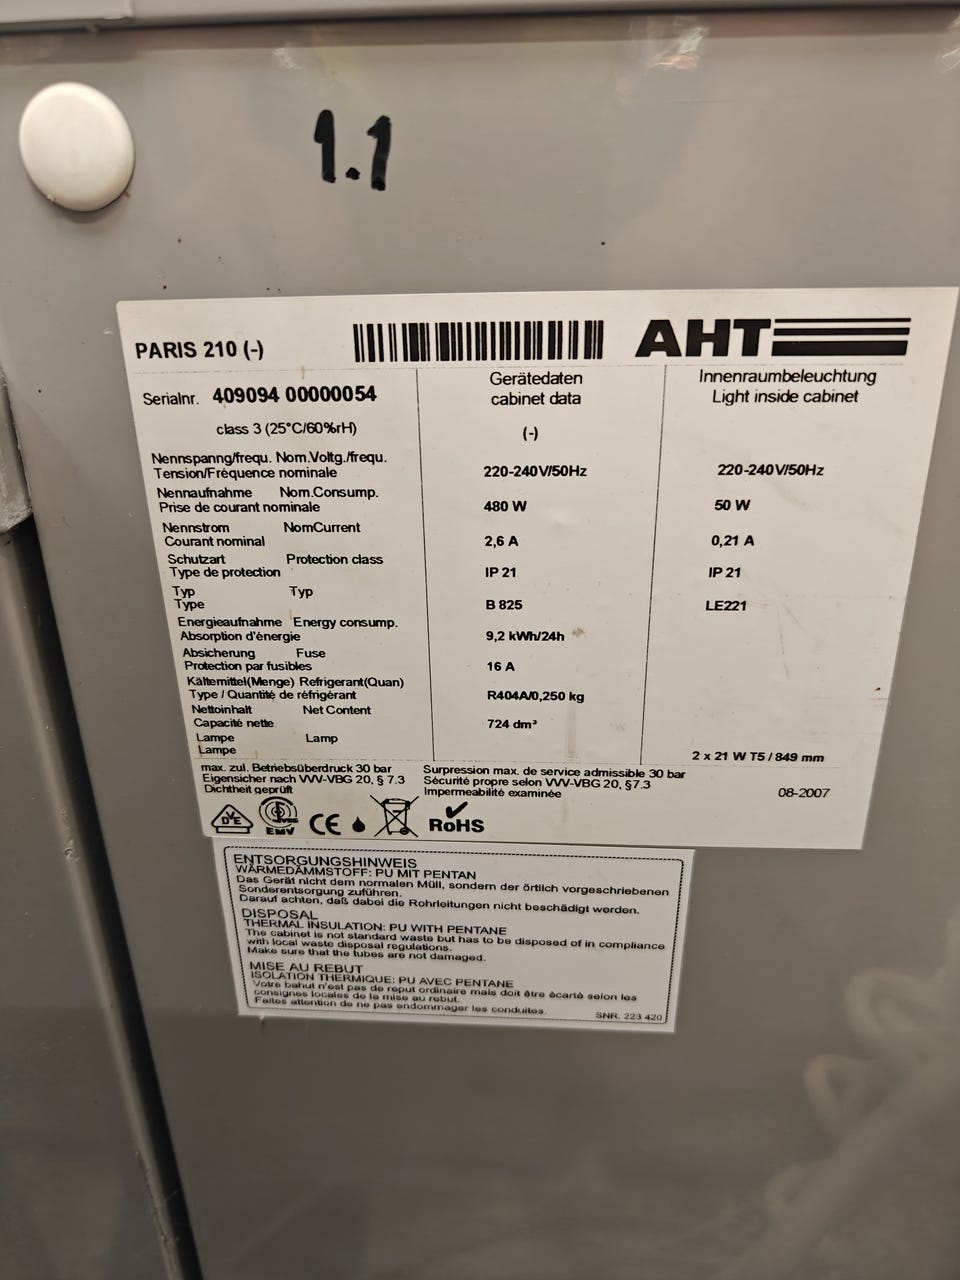 1.1
PARIS 210 (-)
AHT
Serialnr. 409094 00000054
Gerätedaten
cabinet data
Innenraumbeleuchtung
Light inside cabinet
class 3 (25°C/60%rH)
(-)
Nennspanng/frequ. Nom.Voltg./frequ.
Tension/Fréquence nominale
220-240V/50Hz
220-240V/50Hz
Nennaufnahme Nom.Consump.
Prise de courant nominale
480 W
50 W
Nennstrom NomCurrent
Courant nominal
2,6 A
0,21 A
Schutzart Protection class
Type de protection
IP 21
IP 21
Typ Typ
Type
B 825
LE221
Energieaufnahme Energy consump.
Absorption d'énergie
9,2 kWh/24h
Absicherung Fuse
Protection par fusibles
16 A
Kältemittel(Menge) Refrigerant(Quan)
Type / Quantité de réfrigérant
R404A/0,250 kg
Nettoinhalt Net Content
Capacité nette
724 dm³
Lampe Lamp
Lampe
2 x 21 W T5 / 849 mm
max. zul. Betriebsüberdruck 30 bar
Eigensicher nach VVV-VBG 20, § 7.3
Dichtheit geprüft
Surpression max. de service admissible 30 bar
Sécurité propre selon VVV-VBG 20, §7.3
Impermeabilité examinée
08-2007
VDE
EMV
CE
RoHS
ENTSORGUNGSHINWEIS
WÄRMEDÄMMSTOFF: PU MIT PENTAN
Das Gerät nicht dem normalen Müll, sondern der örtlich vorgeschriebenen
Sonderentsorgung zuführen.
Darauf achten, daß dabei die Rohrleitungen nicht beschädigt werden.
DISPOSAL
THERMAL INSULATION: PU WITH PENTANE
The cabinet is not standard waste but has to be disposed of in compliance
with local waste disposal regulations.
Make sure that the tubes are not damaged.
MISE AU REBUT
ISOLATION THERMIQUE: PU AVEC PENTANE
Votre bahut n'est pas de reput ordinaire mais doit être écarté selon les
consignes locales de la mise au rebut.
Faites attention de ne pas endommager les conduites.
SNR. 223 420